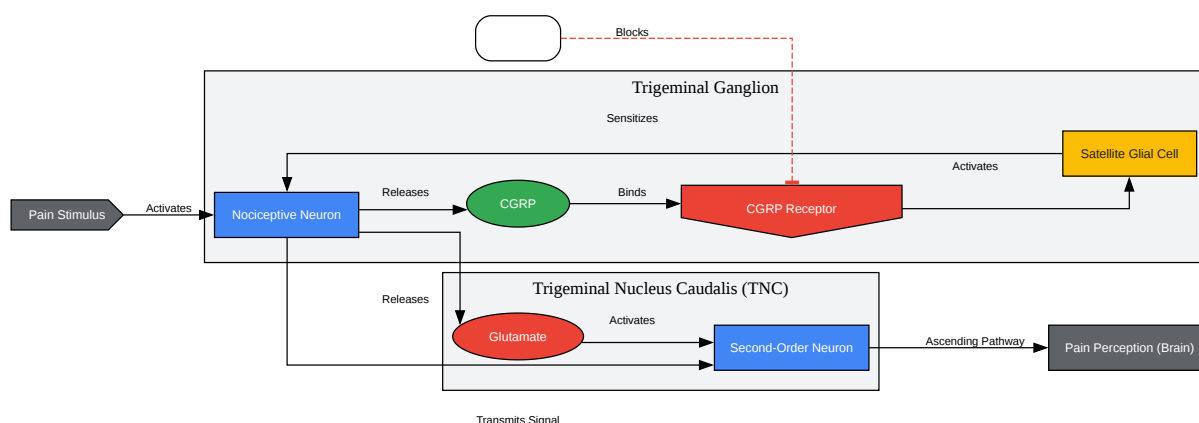 Blocks
Trigeminal Ganglion
Sensitizes
Satellite Glial Cell
Activates
Releases
Binds
Nociceptive Neuron
CGRP
CGRP Receptor
Pain Stimulus
Activates
Trigeminal Nucleus Caudalis (TNC)
Releases
Activates
Glutamate
Second-Order Neuron
Ascending Pathway
Pain Perception (Brain)
Transmits Signal